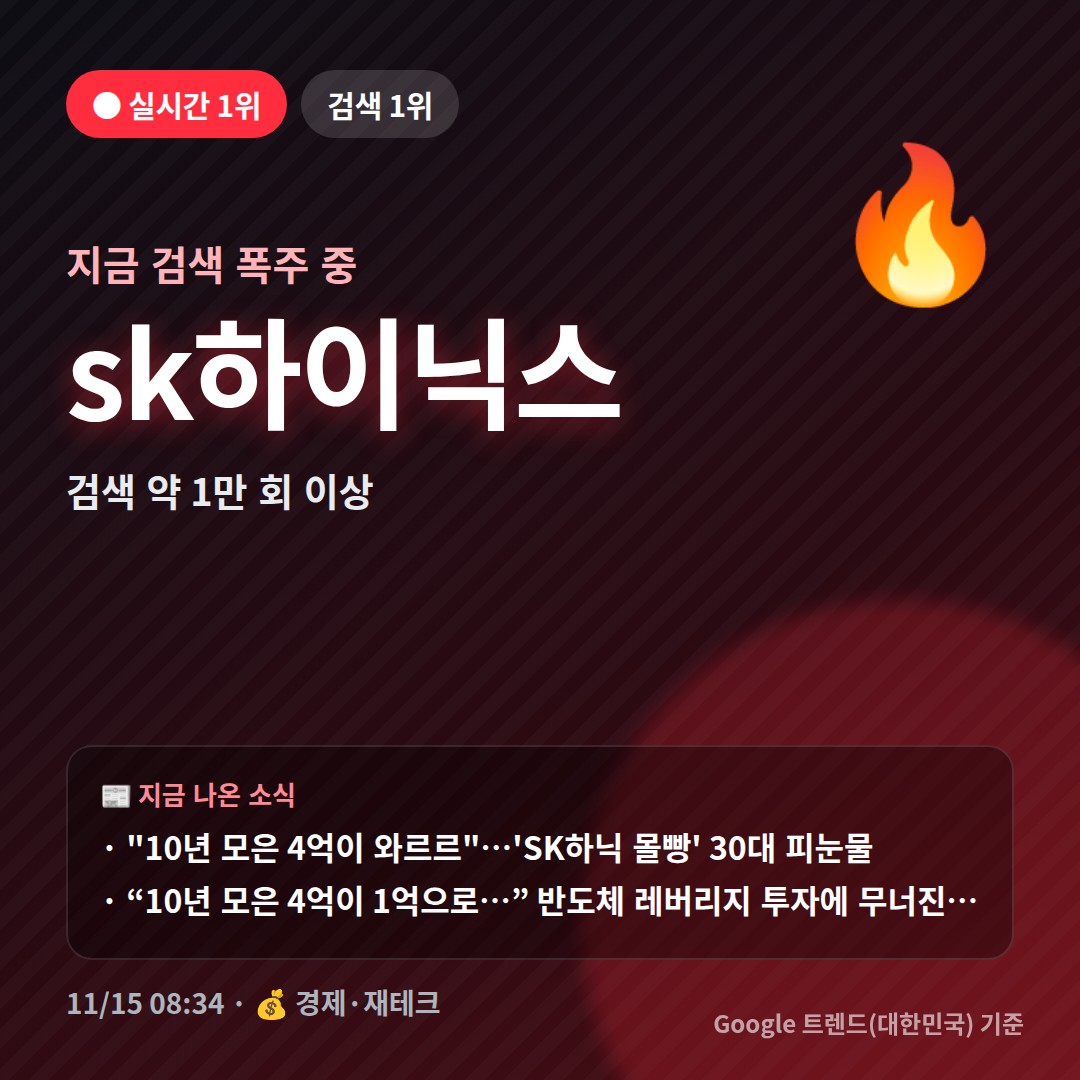 실시간 1위 검색 1위
지금 검색 폭주 중
sk하이닉스
검색 약 1만 회 이상
지금 나온 소식
· "10년 모은 4억이 와르르"…'SK하닉 몰빵' 30대 피눈물
· “10년 모은 4억이 1억으로…” 반도체 레버리지 투자에 무너진…
11/15 08:34 · 💰 경제·재테크
Google 트렌드(대한민국) 기준